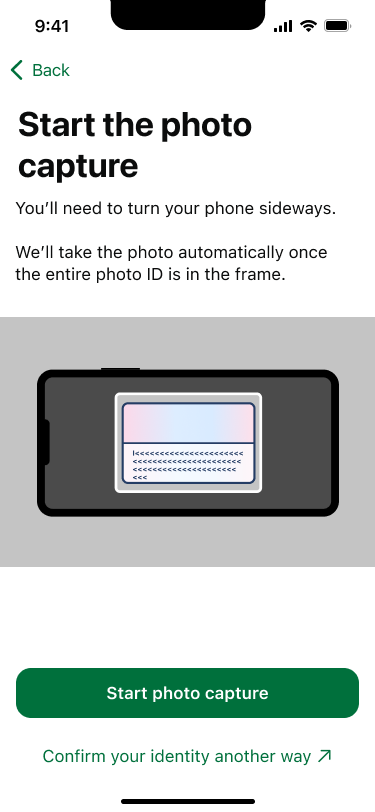 9:41
Back
Start the photo
capture
You’ll need to turn your phone sideways.
We’ll take the photo automatically once
the entire photo ID is in the frame.
I<<<<<<<<<<<<<<<<<<<<<<
<<<<<<<<<<<<<<<<<<<<<<
<<<<<<<<<<<<<<<<<<<<<
<<<
Start photo capture
Confirm your identity another way